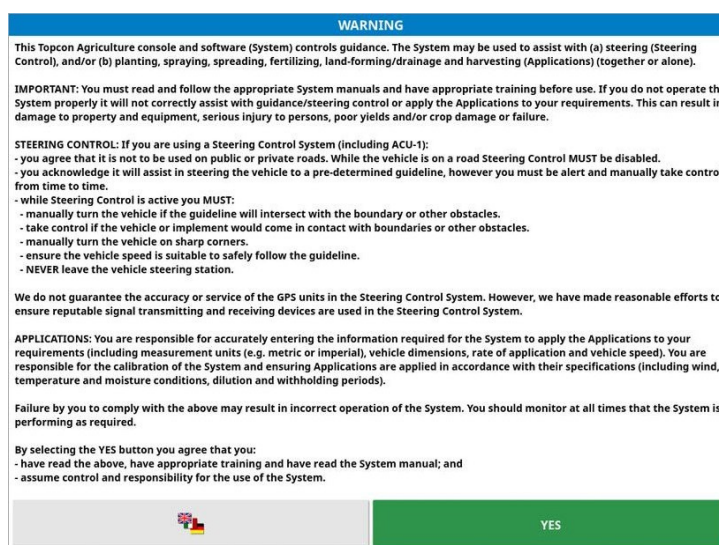 WARNING
This Topcon Agriculture console and software (System) controls guidance. The System may be used to assist with (a) steering (Steering
Control), and/or (b) planting, spraying, spreading, fertilizing, land-forming/drainage and harvesting (Applications) (together or alone).
IMPORTANT: You must read and follow the appropriate System manuals and have appropriate training before use. If you do not operate th
System properly it will not correctly assist with guidance/steering control or apply the Applications to your requirements. This can result in
damage to property and equipment, serious injury to persons, poor yields and/or crop damage or failure.
STEERING CONTROL: If you are using a Steering Control System (including ACU-1):
- you agree that it is not to be used on public or private roads. While the vehicle is on a road Steering Control MUST be disabled.
- you acknowledge it will assist in steering the vehicle to a pre-determined guideline, however you must be alert and manually take contro
from time to time.
- while Steering Control is active you MUST:
- manually turn the vehicle if the guideline will intersect with the boundary or other obstacles.
- take control if the vehicle or implement would come in contact with boundaries or other obstacles.
- manually turn the vehicle on sharp corners.
- ensure the vehicle speed is suitable to safely follow the guideline.
- NEVER leave the vehicle steering station.
We do not guarantee the accuracy or service of the GPS units in the Steering Control System. However, we have made reasonable efforts to
ensure reputable signal transmitting and receiving devices are used in the Steering Control System.
APPLICATIONS: You are responsible for accurately entering the information required for the System to apply the Applications to your
requirements (including measurement units (e.g. metric or imperial), vehicle dimensions, rate of application and vehicle speed). You are
responsible for the calibration of the System and ensuring Applications are applied in accordance with their specifications (including wind,
temperature and moisture conditions, dilution and withholding periods).
Failure by you to comply with the above may result in incorrect operation of the System. You should monitor at all times that the System is
performing as required.
By selecting the YES button you agree that you:
- have read the above, have appropriate training and have read the System manual; and
- assume control and responsibility for the use of the System.
YES